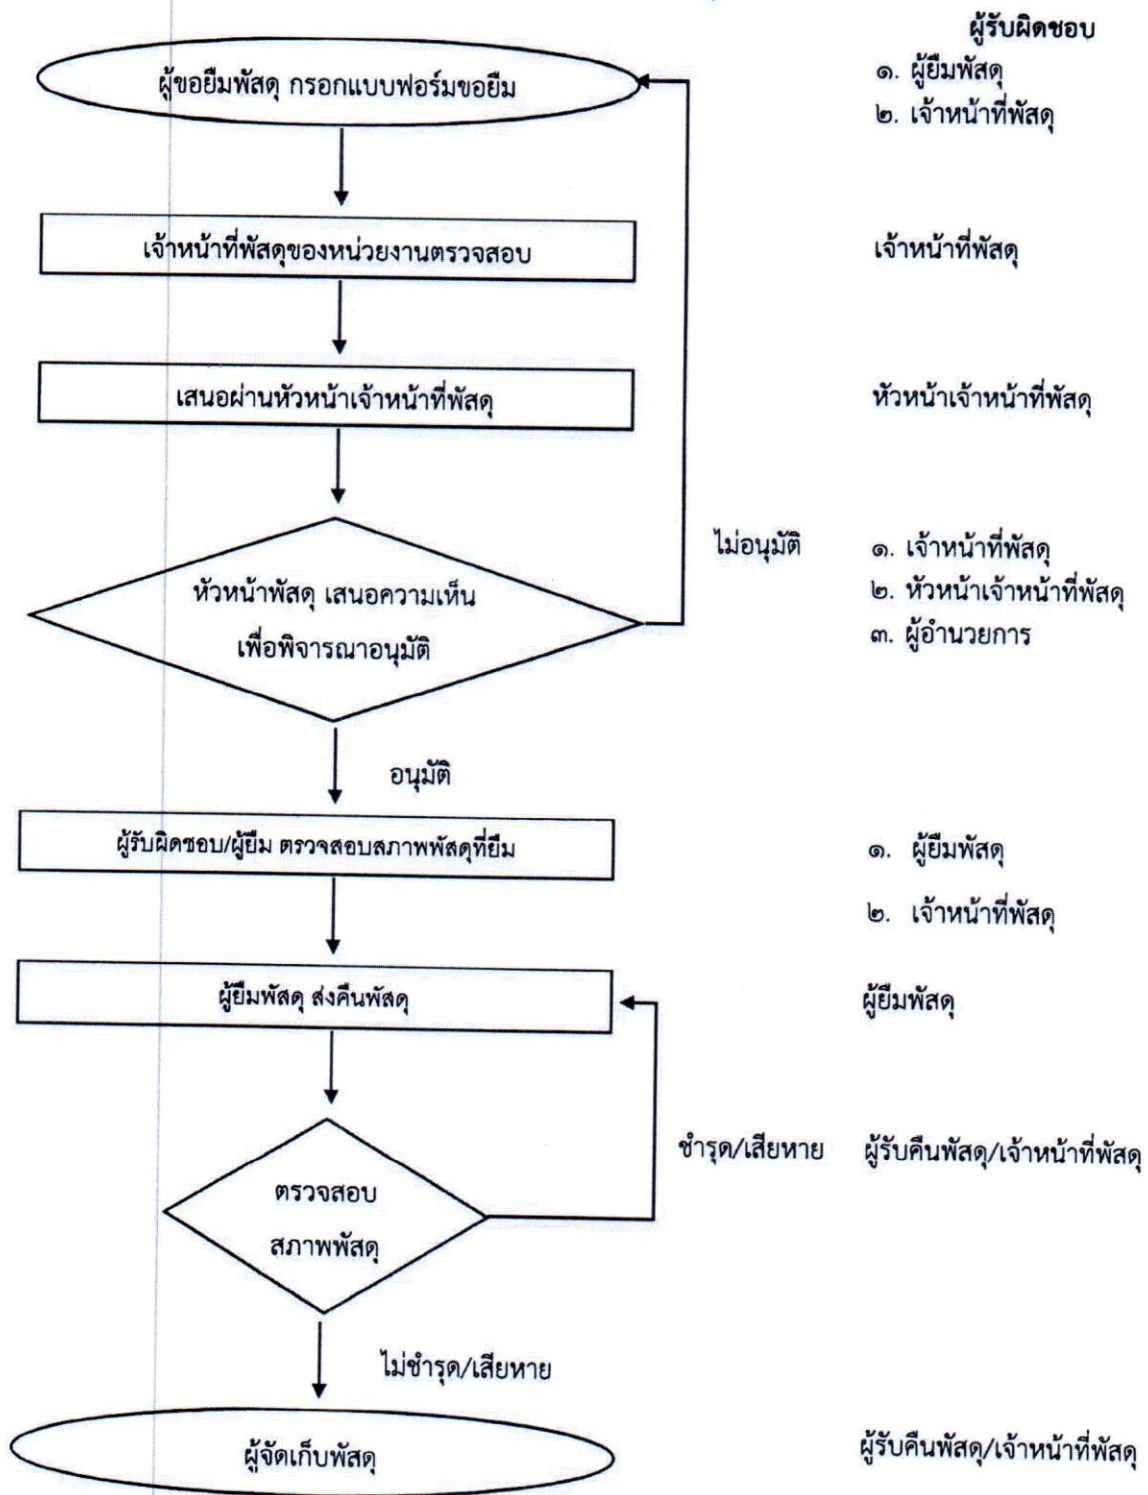 ผู้รับผิดชอบ
ผู้ขอยืมพัสดุ กรอกแบบฟอร์มขอยืม
๑. ผู้ยืมพัสดุ
๒. เจ้าหน้าที่พัสดุ
เจ้าหน้าที่พัสดุของหน่วยงานตรวจสอบ
เจ้าหน้าที่พัสดุ
เสนอผ่านหัวหน้าเจ้าหน้าที่พัสดุ
หัวหน้าเจ้าหน้าที่พัสดุ
หัวหน้าพัสดุ เสนอความเห็น
เพื่อพิจารณาอนุมัติ
ไม่อนุมัติ
๑. เจ้าหน้าที่พัสดุ
๒. หัวหน้าเจ้าหน้าที่พัสดุ
๓. ผู้อำนวยการ
อนุมัติ
ผู้รับผิดชอบ/ผู้ยืม ตรวจสอบสภาพพัสดุที่ยืม
๑. ผู้ยืมพัสดุ
๒. เจ้าหน้าที่พัสดุ
ผู้ยืมพัสดุ ส่งคืนพัสดุ
ผู้ยืมพัสดุ
ตรวจสอบ
สภาพพัสดุ
ชำรุด/เสียหาย
ผู้รับคืนพัสดุ/เจ้าหน้าที่พัสดุ
ไม่ชำรุด/เสียหาย
ผู้จัดเก็บพัสดุ
ผู้รับคืนพัสดุ/เจ้าหน้าที่พัสดุ